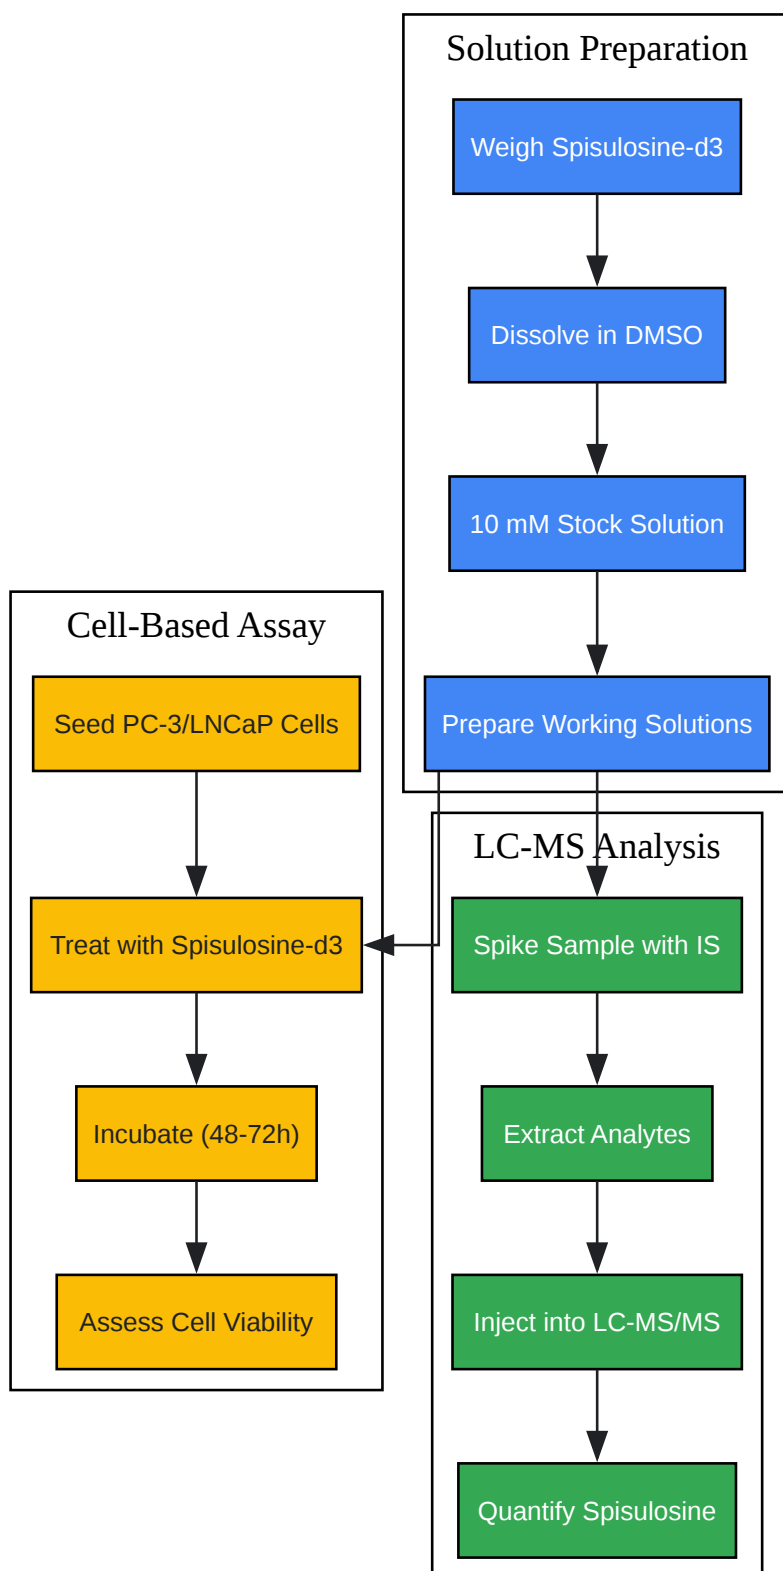 Solution Preparation
Weigh Spisulosine-d3
Dissolve in DMSO
10 mM Stock Solution
Prepare Working Solutions
Cell-Based Assay
Seed PC-3/LNCaP Cells
Treat with Spisulosine-d3
Incubate (48-72h)
Assess Cell Viability
LC-MS Analysis
Spike Sample with IS
Extract Analytes
Inject into LC-MS/MS
Quantify Spisulosine